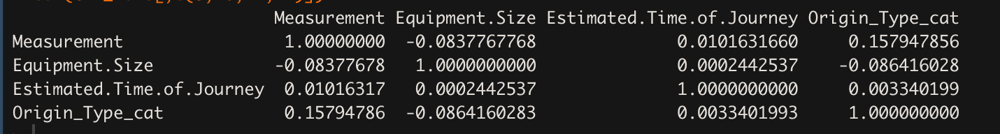 Measurement Equipment.Size Estimated.Time.of.Journey Origin_Type_cat
Measurement 1.00000000 -0.0837767768 0.0101631660 0.157947856
Equipment.Size -0.08377678 1.0000000000 0.0002442537 -0.086416028
Estimated.Time.of.Journey 0.01016317 0.0002442537 1.0000000000 0.003340199
Origin_Type_cat 0.15794786 -0.0864160283 0.0033401993 1.000000000